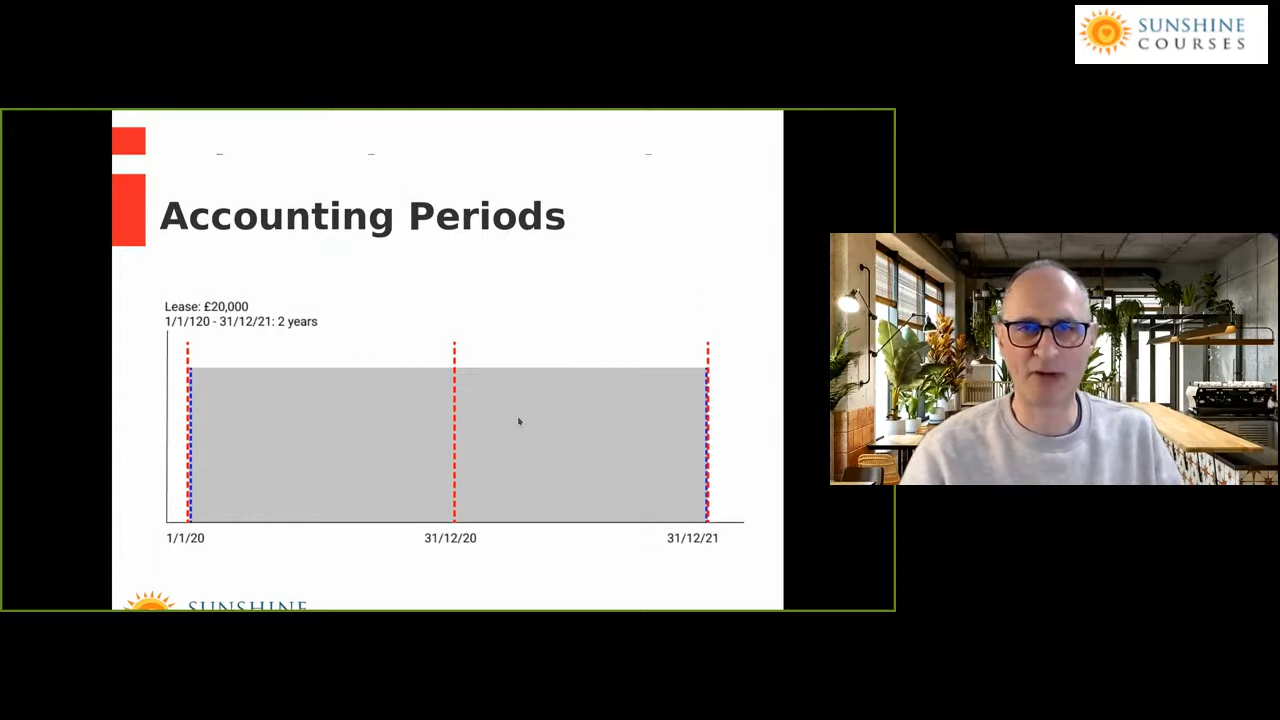 SUNSHINE
COURSES
Accounting Periods
Lease: £20,000
1/1/120 - 31/12/21: 2 years
1/1/20
31/12/20
31/12/21
SUNSHINE